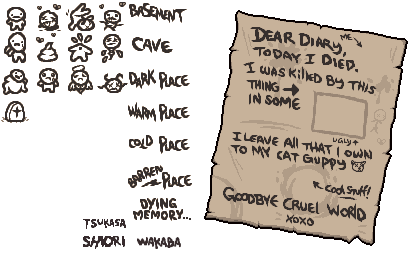 BASEMENT
CAVE
DARK PLACE
WARM PLACE
COLD PLACE
BARREN PLACE
DYING
MEMORY...
TSUKASA
SHIORI WAKABA
DEAR DIARY,
ME
TODAY I DIED.
I WAS KILLED BY THIS
THING
IN SOME
UGLY
I LEAVE ALL THAT I OWN
TO MY CAT GUPPY
COOL STUFF!
GOODBYE CRUEL WORLD
XOXO